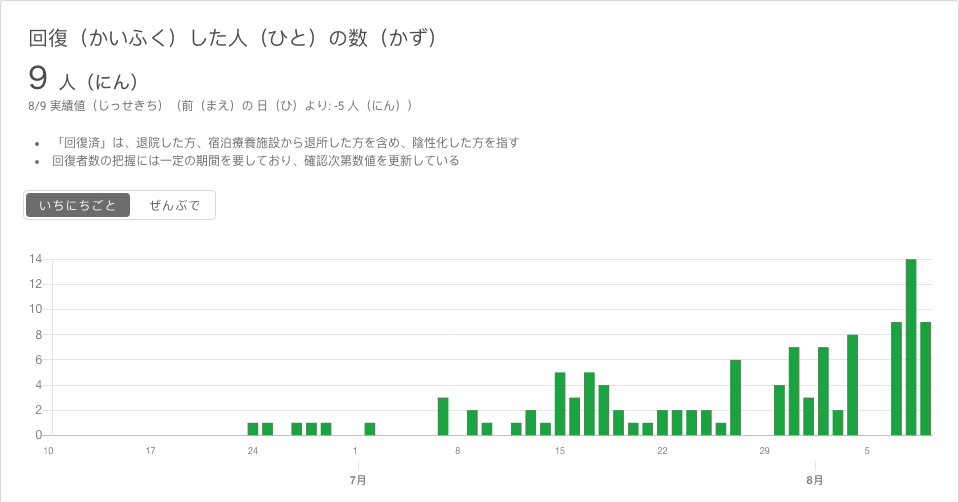 回復（かいふく）した人（ひと）の数（かず）
9 人（にん）
8/9 実績値（じっせきち）（前（まえ）の 日（ひ）より: -5 人（にん））
• 「回復済」は、退院した方、宿泊療養施設から退所した方を含め、陰性化した方を指す
• 回復者数の把握には一定の期間を要しており、確認次第数値を更新している
いちにちごと ぜんぶで
14
12
10
8
6
4
2
0
10 17 24 1 8 15 22 29 5
7月 8月